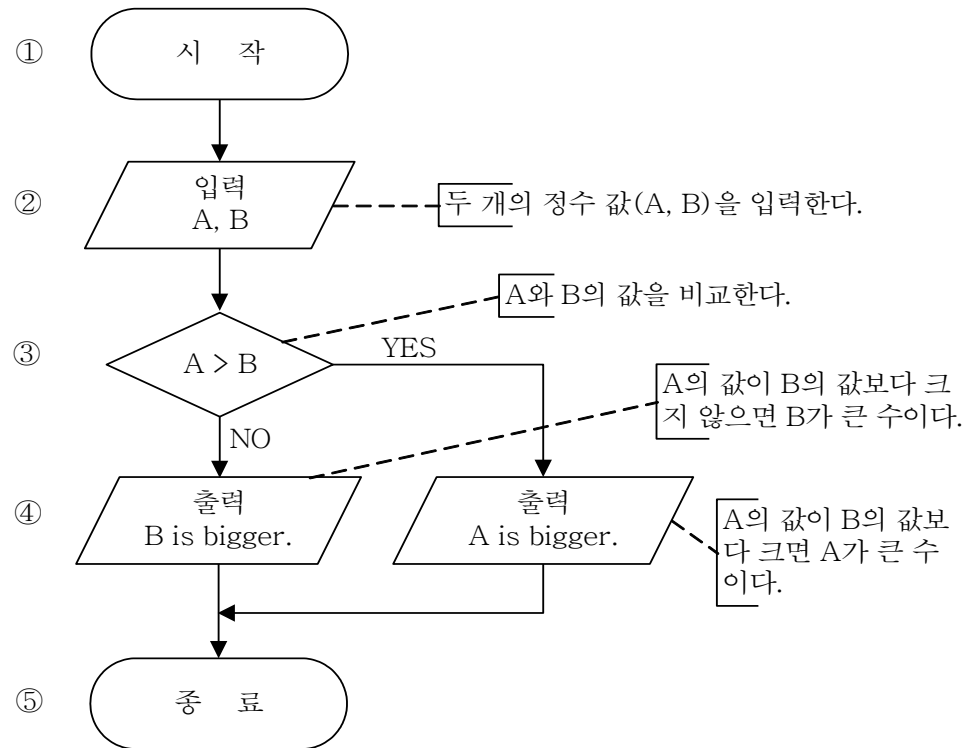 ①
시 작
②
입력
A, B
두 개의 정수 값(A, B)을 입력한다.
A와 B의 값을 비교한다.
③
A > B
YES
A의 값이 B의 값보다 크
지 않으면 B가 큰 수이다.
NO
④
출력
B is bigger.
출력
A is bigger.
A의 값이 B의 값보
다 크면 A가 큰 수
이다.
⑤
종 료